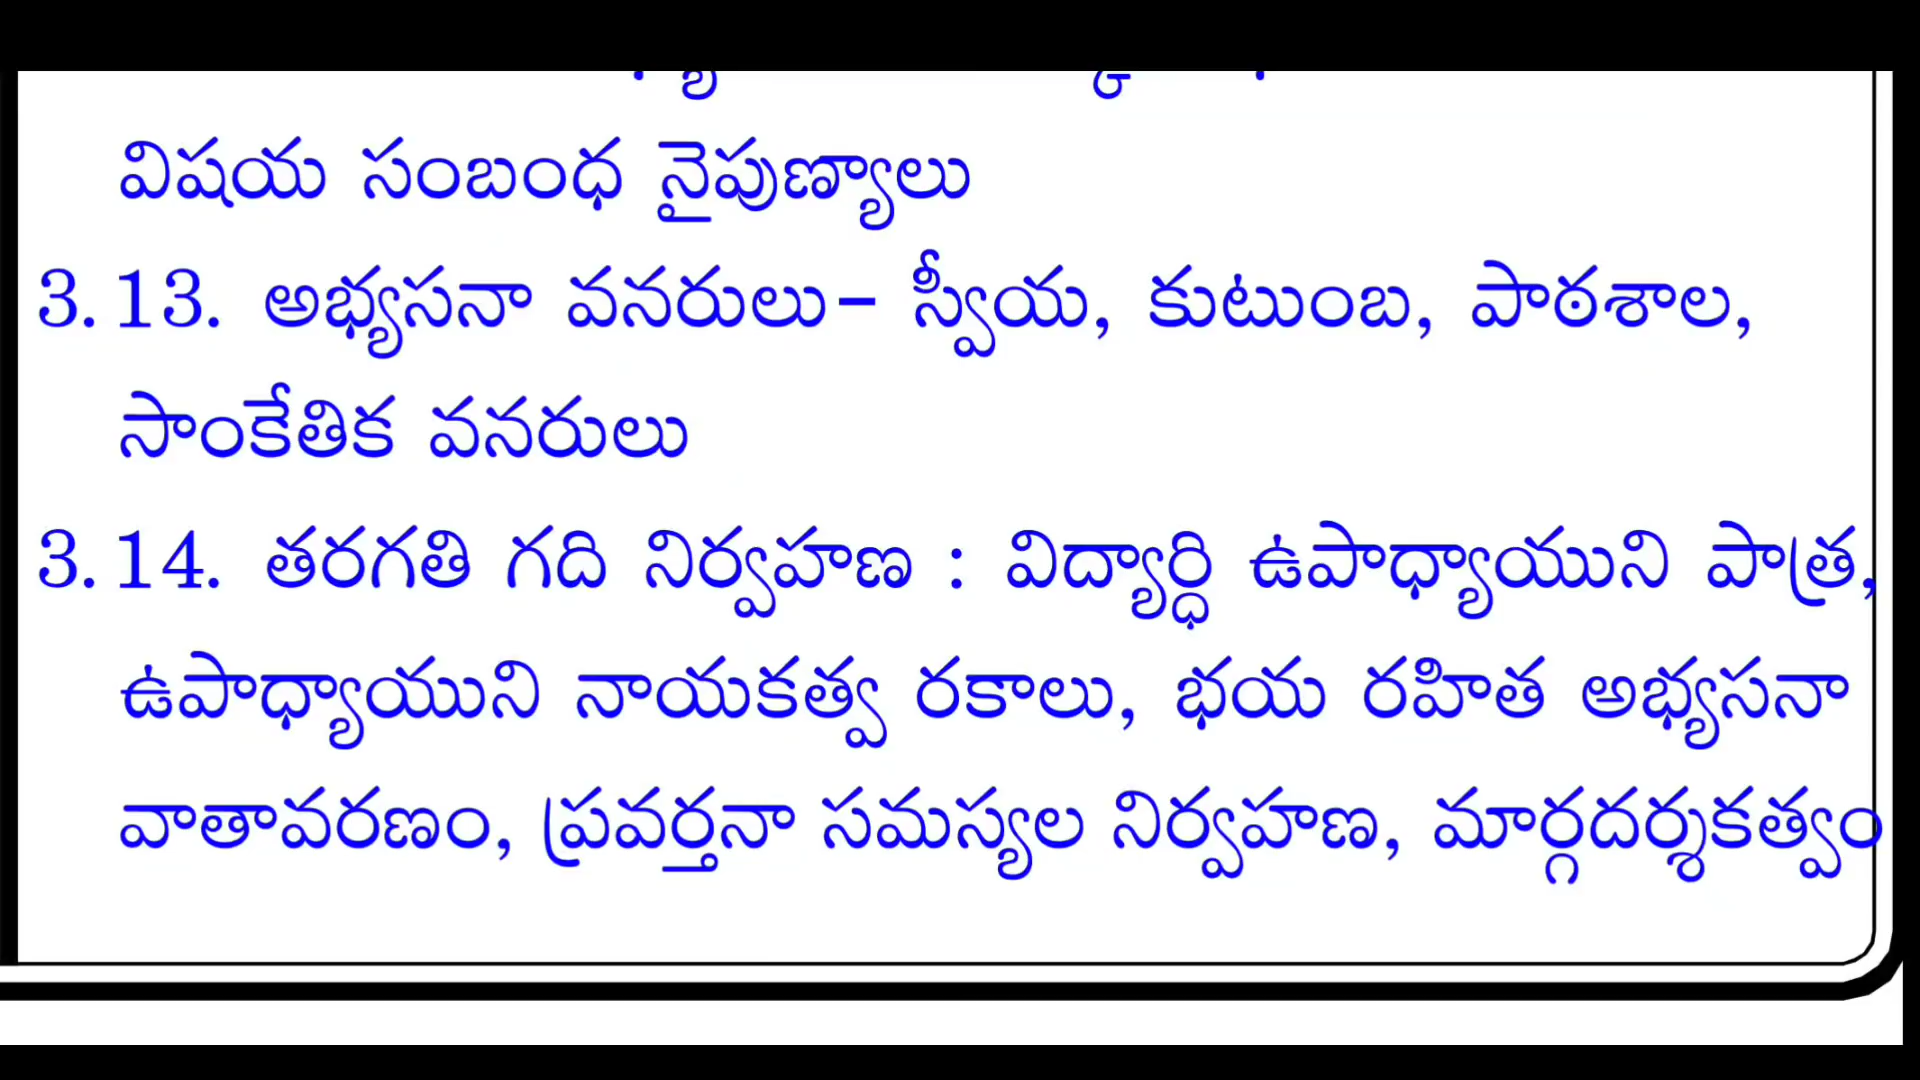 విషయ సంబంధ నైపుణ్యాలు
3.13. అభ్యసనా వనరులు- స్వీయ, కుటుంబ, పాఠశాల,
సాంకేతిక వనరులు
3.14. తరగతి గది నిర్వహణ : విద్యార్ధి ఉపాధ్యాయుని పాత్ర,
ఉపాధ్యాయుని నాయకత్వ రకాలు, భయ రహిత అభ్యసనా
వాతావరణం, ప్రవర్తనా సమస్యల నిర్వహణ, మార్గదర్శకత్వం